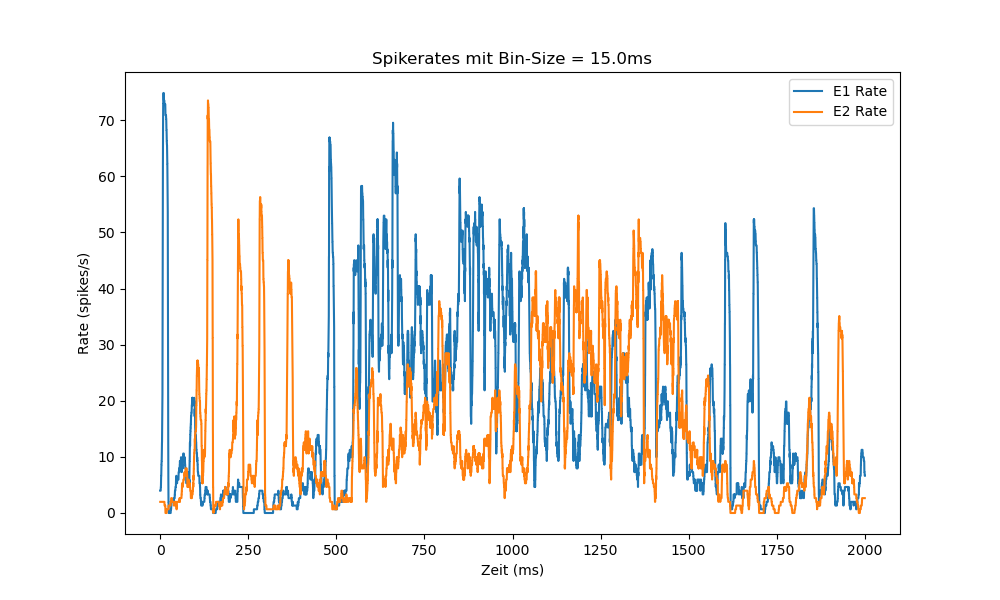 Spikerates mit Bin-Size = 15.0ms
E1 Rate
E2 Rate
70
60
50
40
30
20
10
0
Rate (spikes/s)
0 250 500 750 1000 1250 1500 1750 2000
Zeit (ms)